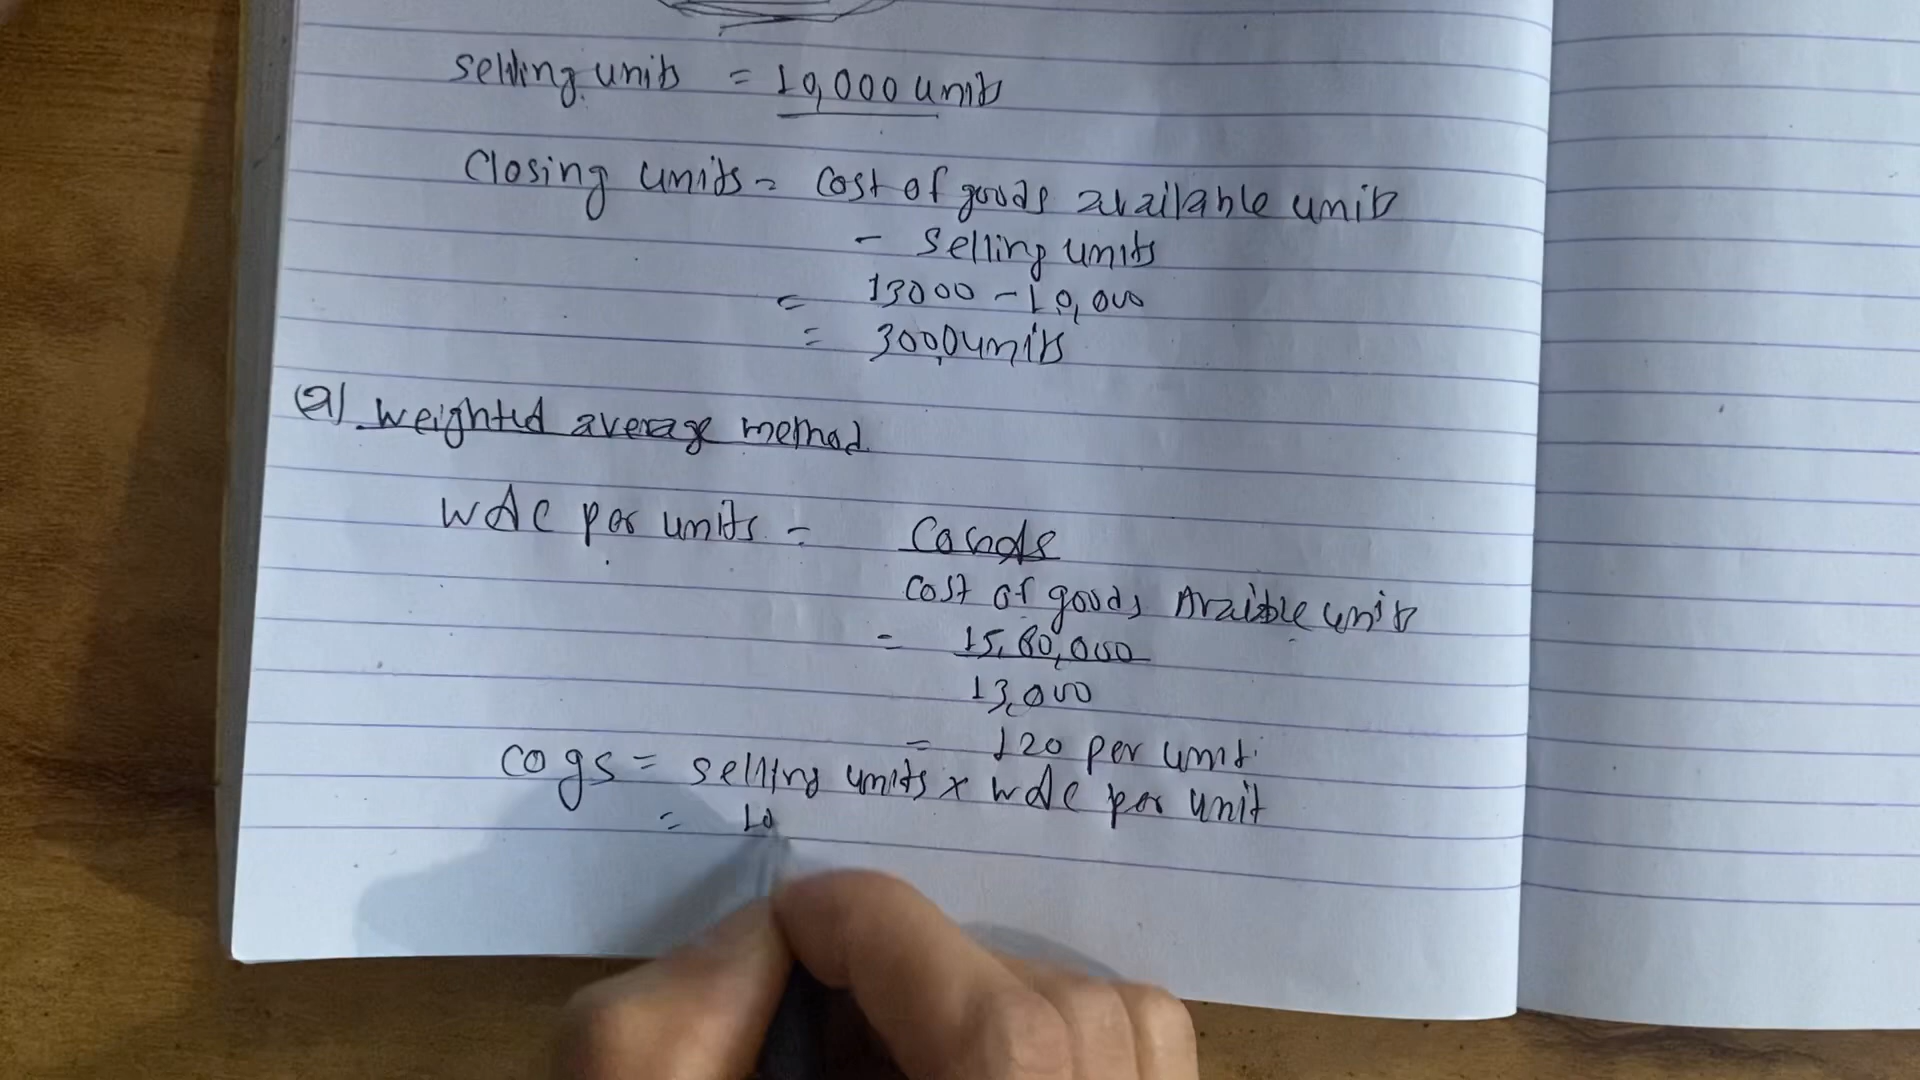 selling units = 10,000 units
Closing units = Cost of goods available units
- selling units
= 13000 - 10,000
= 3000 units
(a) Weighted average method
WAC per units =
Cost of goods Available units
= 15,60,000
13,000
= 120 per unit.
cogs = selling units x WAC per unit
= 10